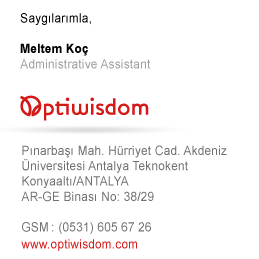 Saygılarımla,
Meltem Koç
Administrative Assistant
Optiwisdom
Pınarbaşı Mah. Hürriyet Cad. Akdeniz
Üniversitesi Antalya Teknokent
Konyaaltı/ANTALYA
AR-GE Binası No: 38/29
GSM : (0531) 605 67 26
www.optiwisdom.com